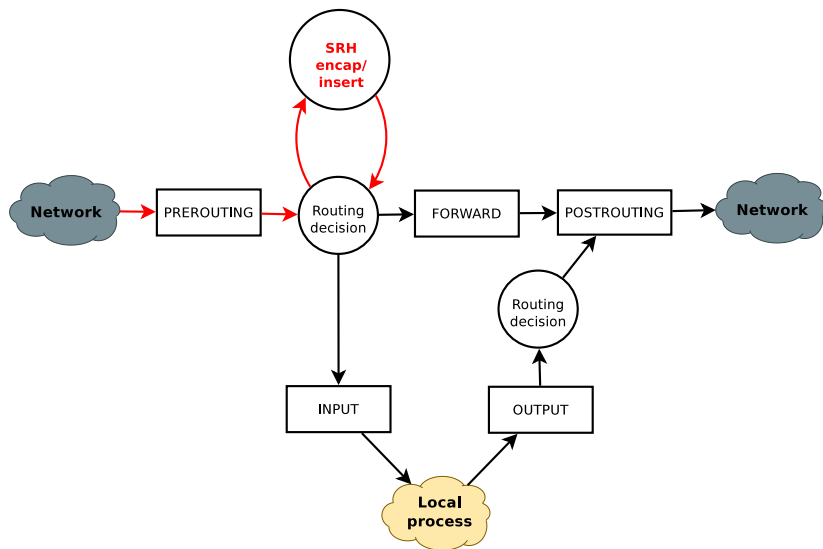 SRH
encap/
insert
Network
PREROUTING
Routing
decision
FORWARD
POSTROUTING
Network
Routing
decision
INPUT
OUTPUT
Local
process